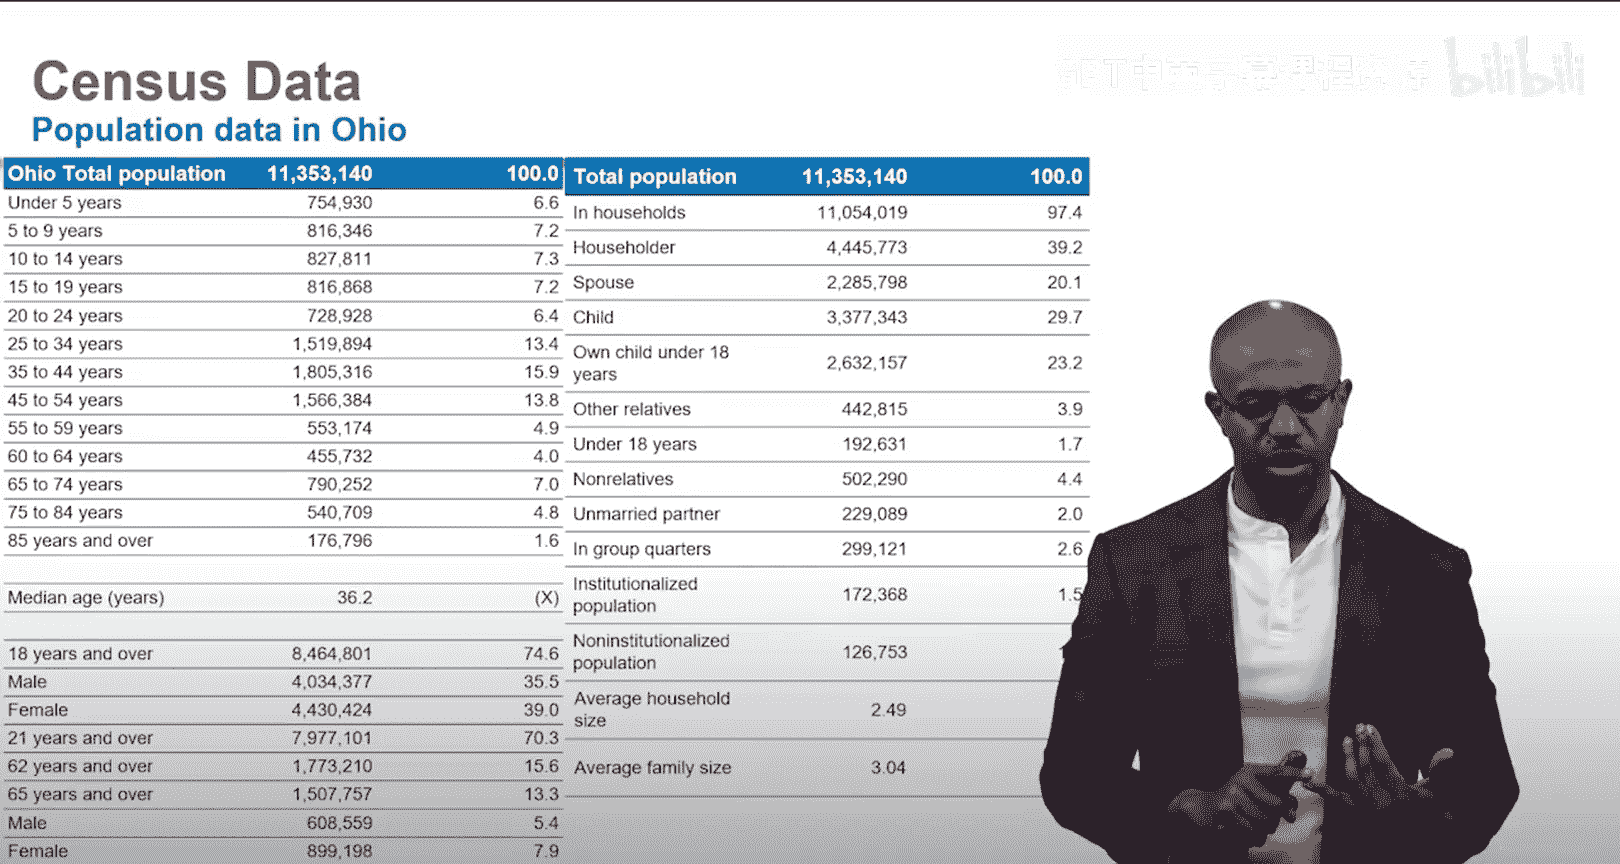 bilibili
Census Data
Population data in Ohio
Ohio Total population 11,353,140 100.0
Under 5 years 754,930 6.6
5 to 9 years 816,346 7.2
10 to 14 years 827,811 7.3
15 to 19 years 816,868 7.2
20 to 24 years 728,928 6.4
25 to 34 years 1,519,894 13.4
35 to 44 years 1,805,316 15.9
45 to 54 years 1,566,384 13.8
55 to 59 years 553,174 4.9
60 to 64 years 455,732 4.0
65 to 74 years 790,252 7.0
75 to 84 years 540,709 4.8
85 years and over 176,796 1.6
Median age (years) 36.2 (X)
18 years and over 8,464,801 74.6
Male 4,034,377 35.5
Female 4,430,424 39.0
21 years and over 7,977,101 70.3
62 years and over 1,773,210 15.6
65 years and over 1,507,757 13.3
Male 608,559 5.4
Female 899,198 7.9
Total population 11,353,140 100.0
In households 11,054,019 97.4
Householder 4,445,773 39.2
Spouse 2,285,798 20.1
Child 3,377,343 29.7
Own child under 18
years 2,632,157 23.2
Other relatives 442,815 3.9
Under 18 years 192,631 1.7
Nonrelatives 502,290 4.4
Unmarried partner 229,089 2.0
In group quarters 299,121 2.6
Institutionalized
population 172,368 1.5
Noninstitutionalized
population 126,753
Average household
size 2.49
Average family size 3.04